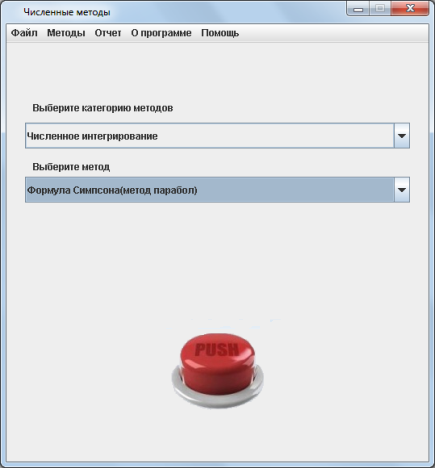 Численные методы
Файл Методы Отчет О программе Помощь
Выберите категорию методов
Численное интегрирование
Выберите метод
Формула Симпсона(метод парабол)
PUSH